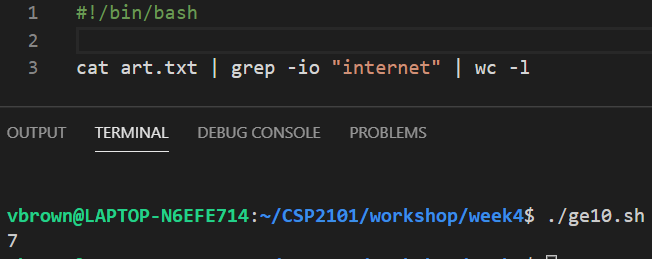 1 #!/bin/bash
2
3 cat art.txt | grep -io "internet" | wc -l
OUTPUT TERMINAL DEBUG CONSOLE PROBLEMS
vbrown@LAPTOP-N6EFE714:~/CSP2101/workshop/week4$ ./ge10.sh
7